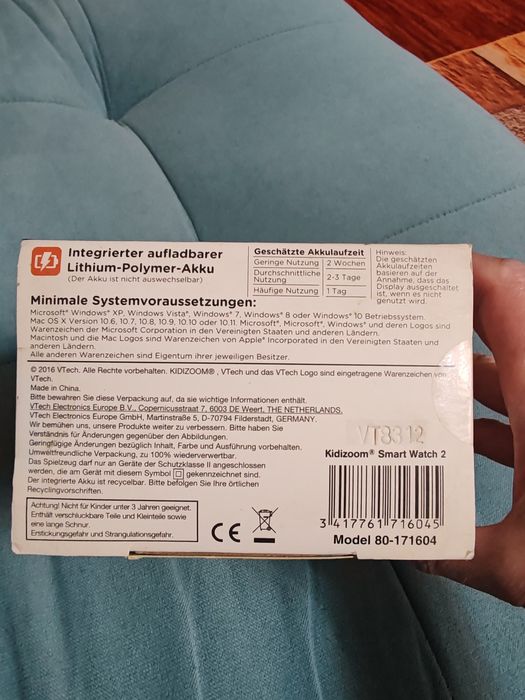 Integrierter aufladbarer
Lithium-Polymer-Akku
(Der Akku ist nicht auswechselbar)
Geschätzte Akkulaufzeit
Geringe Nutzung 2 Wochen
Durchschnittliche Nutzung 2-3 Tage
Häufige Nutzung 1 Tag
Hinweis:
Die geschätzten
Akkulaufzeiten
basieren auf der
Annahme, dass das
Display ausgeschaltet
ist, wenn es nicht
genutzt wird.
Minimale Systemvoraussetzungen:
Microsoft® Windows® XP, Windows Vista®, Windows® 7, Windows® 8 oder Windows® 10 Betriebssystem.
Mac OS X Version 10.6, 10.7, 10.8, 10.9, 10.10 oder 10.11. Microsoft®, Microsoft®, Windows® und deren Logos sind
Warenzeichen der Microsoft Corporation in den Vereinigten Staaten und anderen Ländern.
Macintosh und die Mac Logos sind Warenzeichen von Apple® Incorporated in den Vereinigten Staaten und
anderen Ländern.
Alle anderen Warenzeichen sind Eigentum ihrer jeweiligen Besitzer.
© 2016 VTech. Alle Rechte vorbehalten. KIDIZOOM®, VTech und das VTech Logo sind eingetragene Warenzeichen von
VTech.
Made in China.
Bitte bewahren Sie diese Verpackung auf, da sie wichtige Informationen enthält.
VTech Electronics Europe B.V., Copernicusstraat 7, 6003 DE Weert, THE NETHERLANDS.
VTech Electronics Europe GmbH, Martinstraße 5, D-70794 Filderstadt, GERMANY.
Wir bemühen uns, unsere Produkte weiter zu verbessern. Bitte haben Sie
Verständnis für Änderungen gegenüber den Abbildungen.
Geringfügige Änderungen bezüglich Inhalt, Farbe und Ausführung vorbehalten.
Umweltfreundliche Verpackung, zu 100% wiederverwertbar.
Das Spielzeug darf nur an Geräte der Schutzklasse II angeschlossen
werden, die am Gerät mit diesem Symbol gekennzeichnet sind.
Der integrierte Akku ist recycelbar. Bitte befolgen Sie Ihre örtlichen
Recyclingvorschriften.
Achtung! Nicht für Kinder unter 3 Jahren geeignet.
Enthält verschluckbare Teile und Kleinteile sowie
eine lange Schnur.
Erstickungsgefahr und Strangulationsgefahr.
CE
VT8312
Kidizoom® Smart Watch 2
3 417761 716045
Model 80-171604